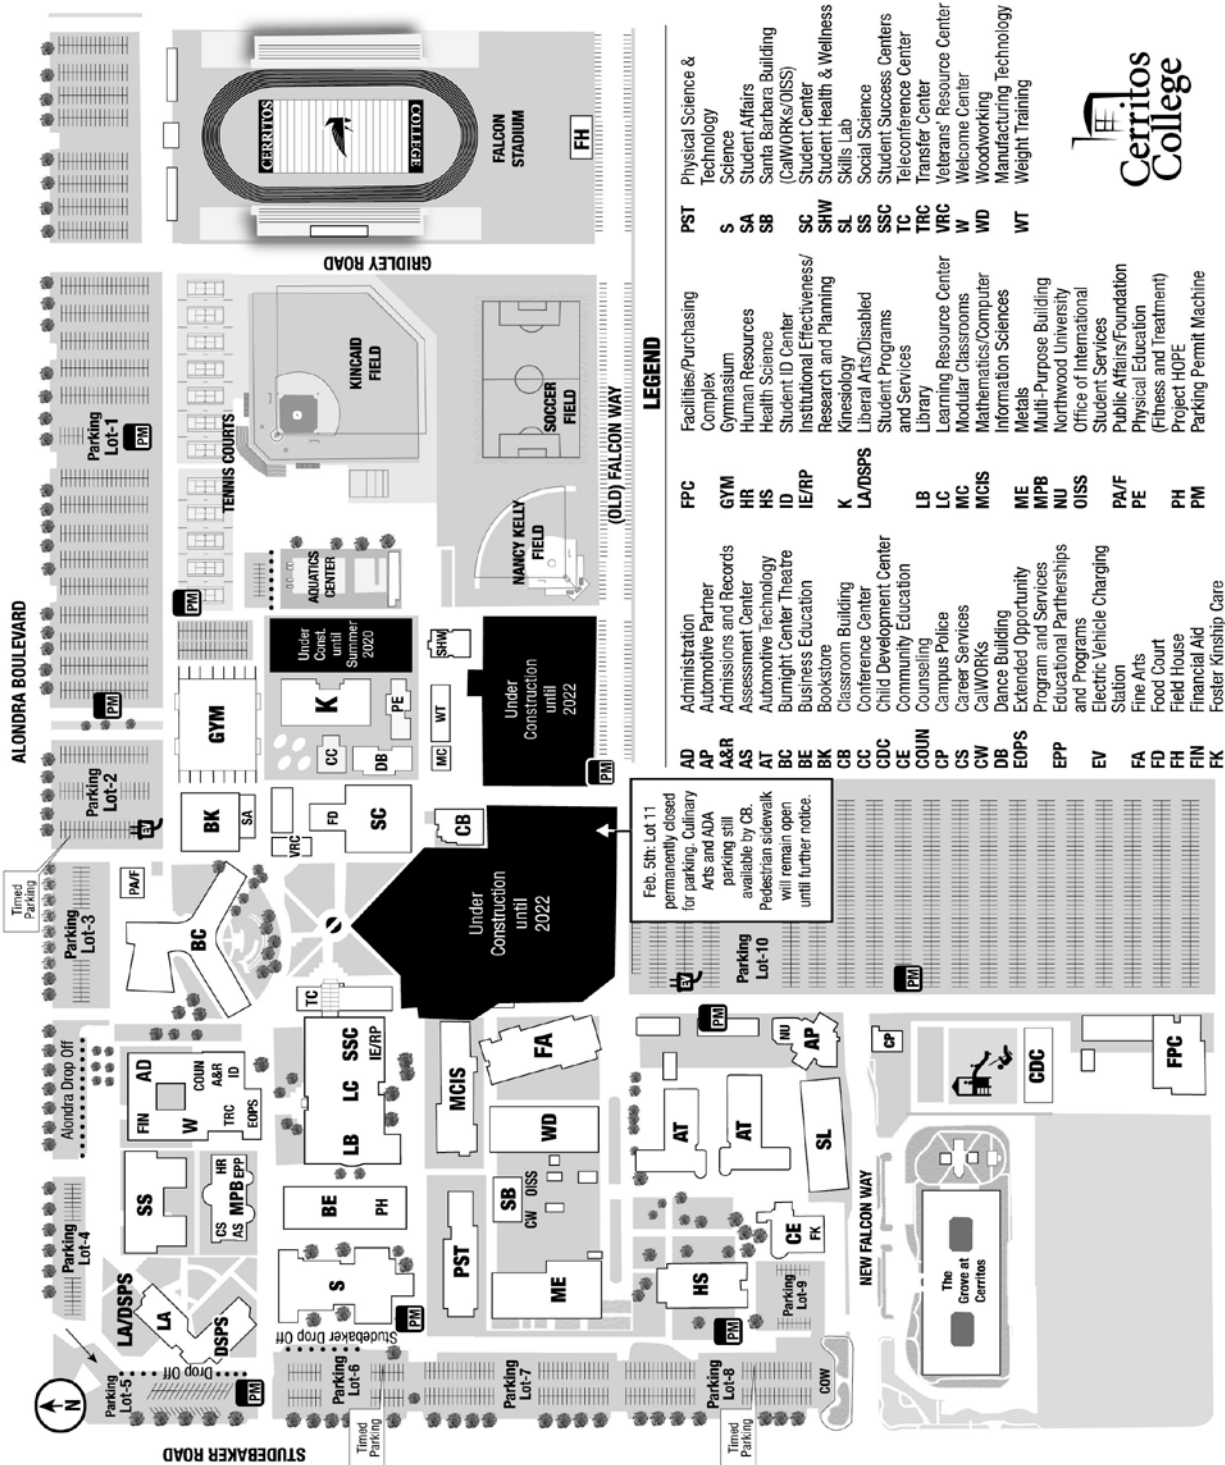 ALONDRA BOULEVARD
Timed
Parking
Parking
Lot-4
Alondra Drop Off
Parking
Lot-3
Parking
Lot-2
Parking
Lot-1
PM
PM
PM
EV
N
Parking
Lot-5
Drop Off
PM
LA/DSPS
LA
DSPS
SS
CS
HR
AS
MPB
EPP
FIN
AD
W
COUN
A&R
ID
TRC
EOPS
PA/F
BC
BK
SA
GYM
TENNIS COURTS
KINCAID
FIELD
GRIDLEY ROAD
CERRITOS
COLLEGE
FALCON
STADIUM
FH
STUDEBAKER ROAD
Parking
Lot-6
Timed
Parking
Studebaker Drop Off
PM
S
BE
PH
LB
LC
SSC
IE/RP
TC
VRC
FD
SC
CC
DB
K
PE
Under
Const.
until
Summer
2020
AQUATICS
CENTER
SOCCER
FIELD
NANCY KELLY
FIELD
Parking
Lot-7
PST
MCIS
FA
WD
SB
CW
OISS
ME
Under
Construction
until
2022
CB
MC
WT
SHW
Under
Construction
until
2022
PM
(OLD) FALCON WAY
Parking
Lot-8
Timed
Parking
COW
PM
HS
Parking
Lot-9
CE
FK
AT
AT
SL
NU
AP
PM
EV
Parking
Lot-10
PM
Feb. 5th: Lot 11
permanently closed
for parking. Culinary
Arts and ADA
parking still
available by CB.
Pedestrian sidewalk
will remain open
until further notice.
NEW FALCON WAY
CP
The
Grove at
Cerritos
CDC
FPC
LEGEND
AD Administration
AP Automotive Partner
A&R Admissions and Records
AS Assessment Center
AT Automotive Technology
BC Burnight Center Theatre
BE Business Education
BK Bookstore
CB Classroom Building
CC Conference Center
CDC Child Development Center
CE Community Education
COUN Counseling
CP Campus Police
CS Career Services
CW CalWORKs
DB Dance Building
EOPS Extended Opportunity
Program and Services
EPP Educational Partnerships
and Programs
EV Electric Vehicle Charging
Station
FA Fine Arts
FD Food Court
FH Field House
FIN Financial Aid
FK Foster Kinship Care
FPC Facilities/Purchasing
Complex
GYM Gymnasium
HR Human Resources
HS Health Science
ID Student ID Center
IE/RP Institutional Effectiveness/
Research and Planning
K Kinesiology
LA/DSPS Liberal Arts/Disabled
Student Programs
and Services
LB Library
LC Learning Resource Center
MC Modular Classrooms
MCIS Mathematics/Computer
Information Sciences
ME Metals
MPB Multi-Purpose Building
NU Northwood University
OISS Office of International
Student Services
PA/F Public Affairs/Foundation
PE Physical Education
(Fitness and Treatment)
PH Project HOPE
PM Parking Permit Machine
PST Physical Science &
Technology
S Science
SA Student Affairs
SB Santa Barbara Building
(CalWORKs/OISS)
SC Student Center
SHW Student Health & Wellness
SL Skills Lab
SS Social Science
SSC Student Success Centers
TC Teleconference Center
TRC Transfer Center
VRC Veterans' Resource Center
W Welcome Center
WD Woodworking
Manufacturing Technology
WT Weight Training
Cerritos
College